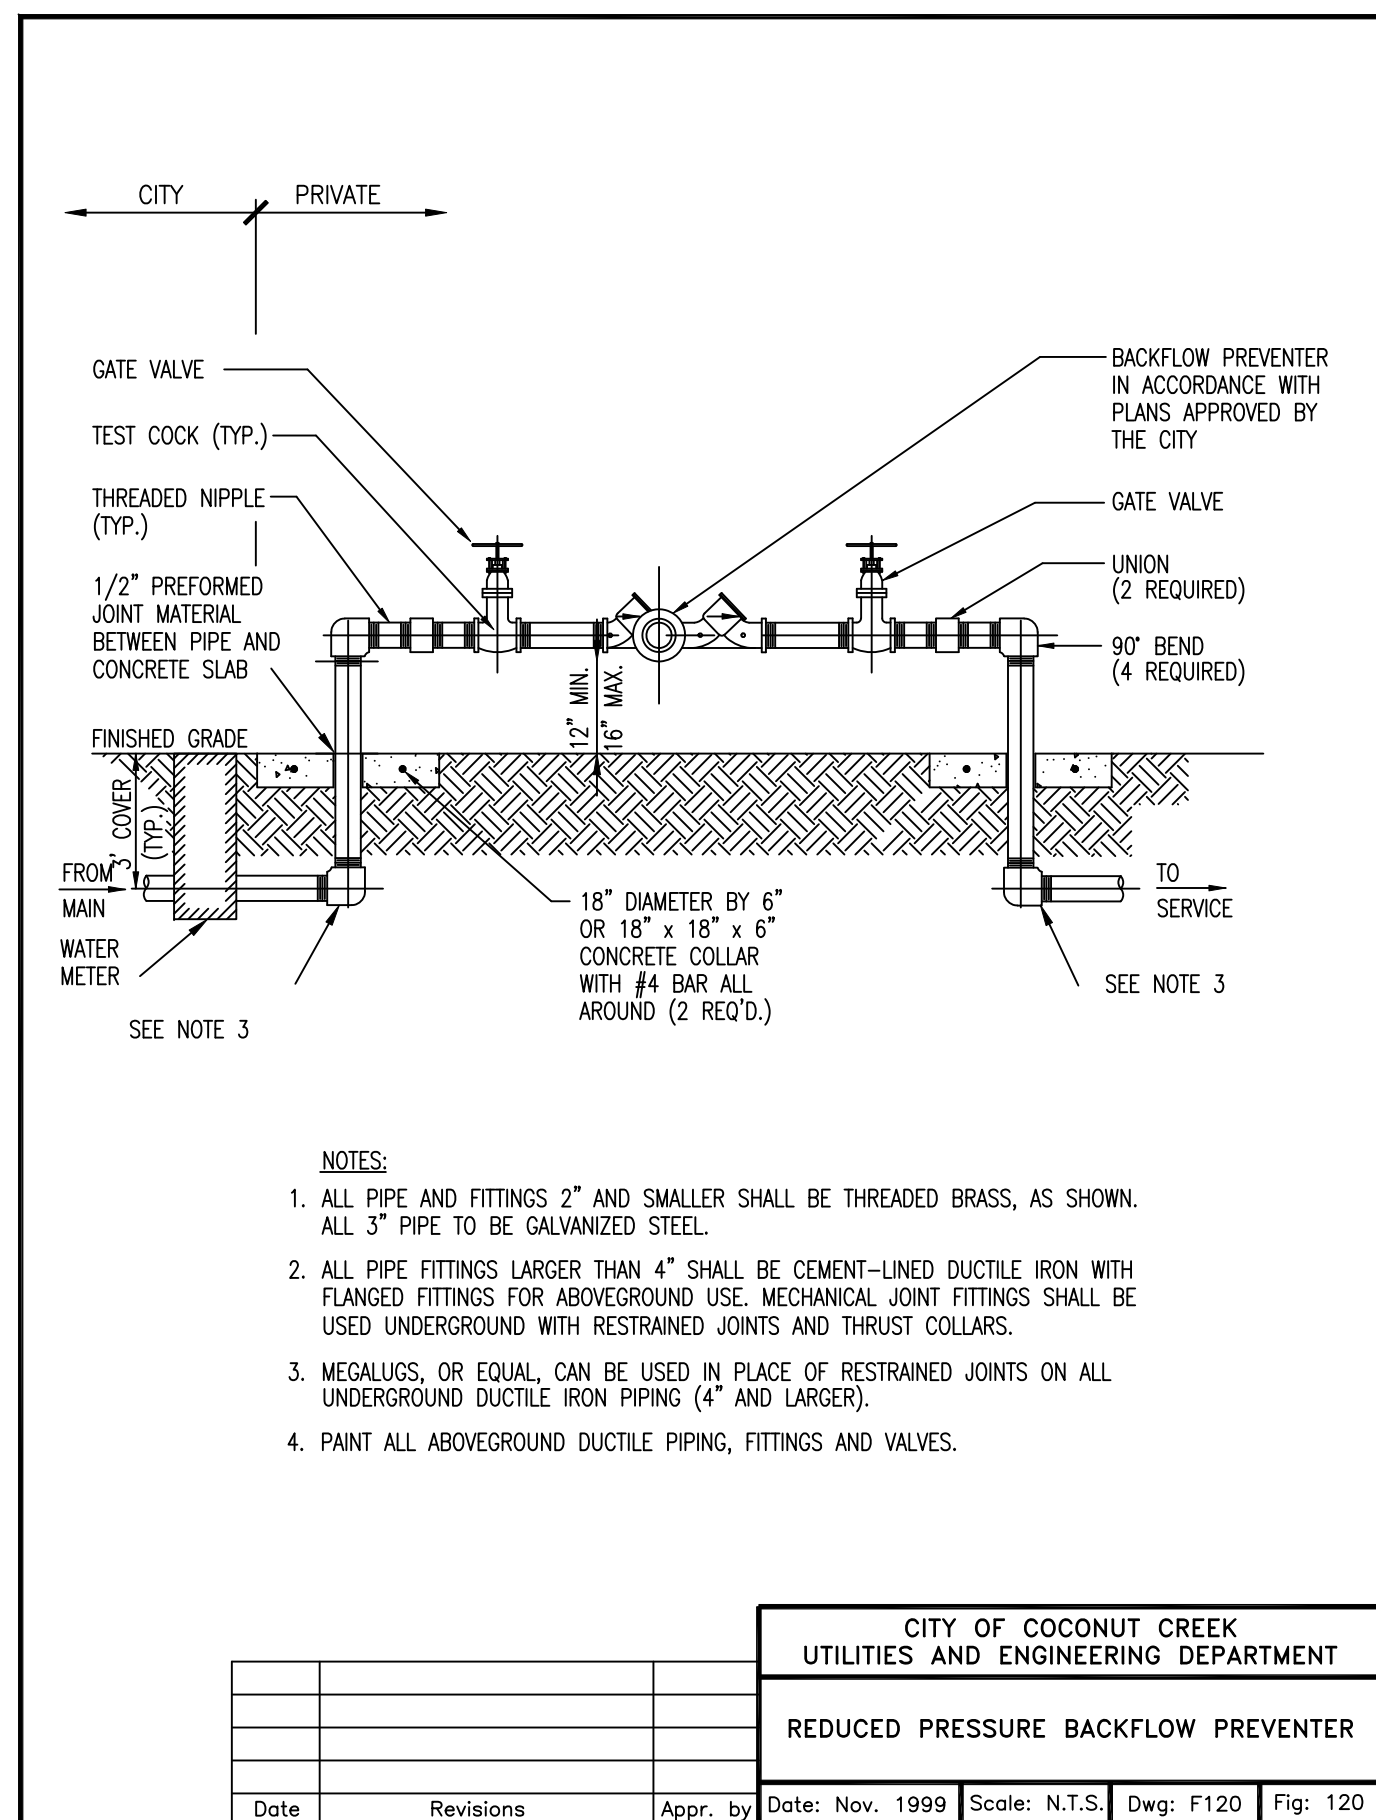 CITY
PRIVATE
GATE VALVE
TEST COCK (TYP.)
THREADED NIPPLE
(TYP.)
1/2" PREFORMED
JOINT MATERIAL
BETWEEN PIPE AND
CONCRETE SLAB
FINISHED GRADE
3' COVER
(TYP.)
FROM
MAIN
WATER
METER
SEE NOTE 3
12" MIN.
16" MAX.
BACKFLOW PREVENTER
IN ACCORDANCE WITH
PLANS APPROVED BY
THE CITY
GATE VALVE
UNION
(2 REQUIRED)
90° BEND
(4 REQUIRED)
TO
SERVICE
SEE NOTE 3
18" DIAMETER BY 6"
OR 18" x 18" x 6"
CONCRETE COLLAR
WITH #4 BAR ALL
AROUND (2 REQ'D.)
NOTES:
1. ALL PIPE AND FITTINGS 2" AND SMALLER SHALL BE THREADED BRASS, AS SHOWN.
ALL 3" PIPE TO BE GALVANIZED STEEL.
2. ALL PIPE FITTINGS LARGER THAN 4" SHALL BE CEMENT-LINED DUCTILE IRON WITH
FLANGED FITTINGS FOR ABOVEGROUND USE. MECHANICAL JOINT FITTINGS SHALL BE
USED UNDERGROUND WITH RESTRAINED JOINTS AND THRUST COLLARS.
3. MEGALUGS, OR EQUAL, CAN BE USED IN PLACE OF RESTRAINED JOINTS ON ALL
UNDERGROUND DUCTILE IRON PIPING (4" AND LARGER).
4. PAINT ALL ABOVEGROUND DUCTILE PIPING, FITTINGS AND VALVES.
CITY OF COCONUT CREEK
UTILITIES AND ENGINEERING DEPARTMENT
REDUCED PRESSURE BACKFLOW PREVENTER
Date Revisions Appr. by Date: Nov. 1999 Scale: N.T.S. Dwg: F120 Fig: 120